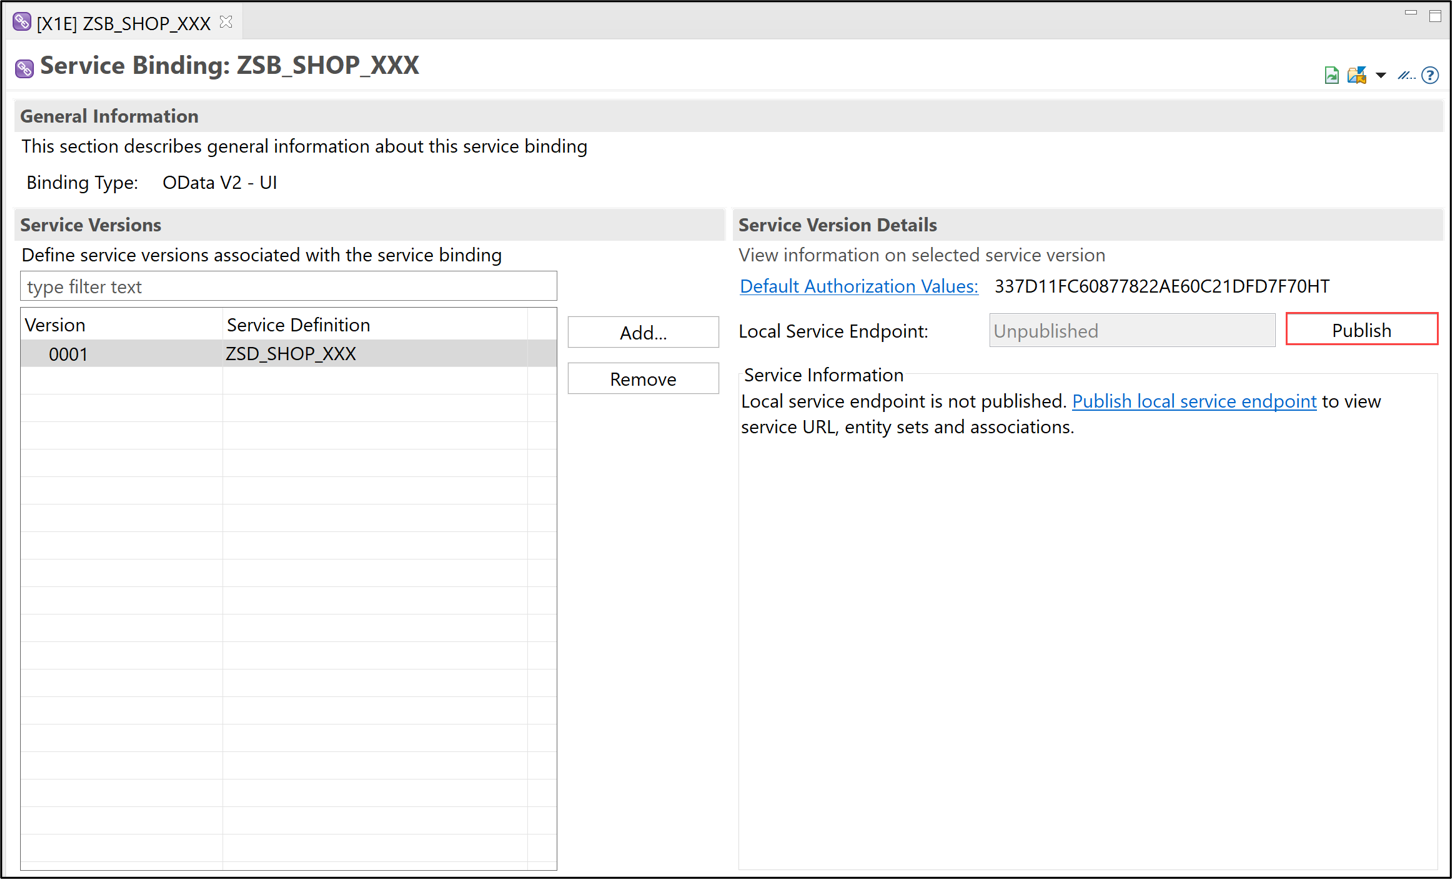 [X1E] ZSB_SHOP_XXX
Service Binding: ZSB_SHOP_XXX
General Information
This section describes general information about this service binding
Binding Type: OData V2 - UI
Service Versions
Define service versions associated with the service binding
type filter text
Version Service Definition
0001 ZSD_SHOP_XXX
Add...
Remove
Service Version Details
View information on selected service version
Default Authorization Values: 337D11FC60877822AE60C21DFD7F70HT
Local Service Endpoint: Unpublished Publish
Service Information
Local service endpoint is not published. Publish local service endpoint to view
service URL, entity sets and associations.